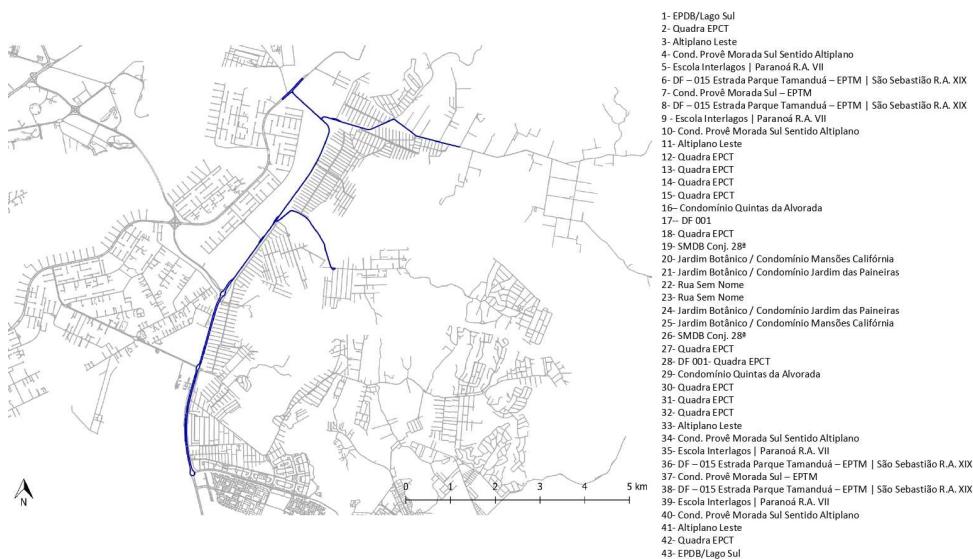 1- EPDB/Lago Sul
2- Quadra EPCT
3- Altiplano Leste
4- Cond. Provê Morada Sul Sentido Altiplano
5- Escola Interlagos | Paranoá R.A. VII
6- DF – 015 Estrada Parque Tamanduá – EPTM | São Sebastião R.A. XIX
7- Cond. Provê Morada Sul – EPTM
8- DF – 015 Estrada Parque Tamanduá – EPTM | São Sebastião R.A. XIX
9 - Escola Interlagos | Paranoá R.A. VII
10- Cond. Provê Morada Sul Sentido Altiplano
11- Altiplano Leste
12- Quadra EPCT
13- Quadra EPCT
14- Quadra EPCT
15- Quadra EPCT
16– Condomínio Quintas da Alvorada
17-- DF 001
18- Quadra EPCT
19- SMDB Conj. 28ª
20- Jardim Botânico / Condomínio Mansões Califórnia
21- Jardim Botânico / Condomínio Jardim das Paineiras
22- Rua Sem Nome
23- Rua Sem Nome
24- Jardim Botânico / Condomínio Jardim das Paineiras
25- Jardim Botânico / Condomínio Mansões Califórnia
26- SMDB Conj. 28ª
27- Quadra EPCT
28- DF 001- Quadra EPCT
29- Condomínio Quintas da Alvorada
30- Quadra EPCT
31- Quadra EPCT
32- Quadra EPCT
33- Altiplano Leste
34- Cond. Provê Morada Sul Sentido Altiplano
35- Escola Interlagos | Paranoá R.A. VII
36- DF – 015 Estrada Parque Tamanduá – EPTM | São Sebastião R.A. XIX
37- Cond. Provê Morada Sul – EPTM
38- DF – 015 Estrada Parque Tamanduá – EPTM | São Sebastião R.A. XIX
39- Escola Interlagos | Paranoá R.A. VII
40- Cond. Provê Morada Sul Sentido Altiplano
41- Altiplano Leste
42- Quadra EPCT
43- EPDB/Lago Sul
N
0 1 2 3 4 5 km